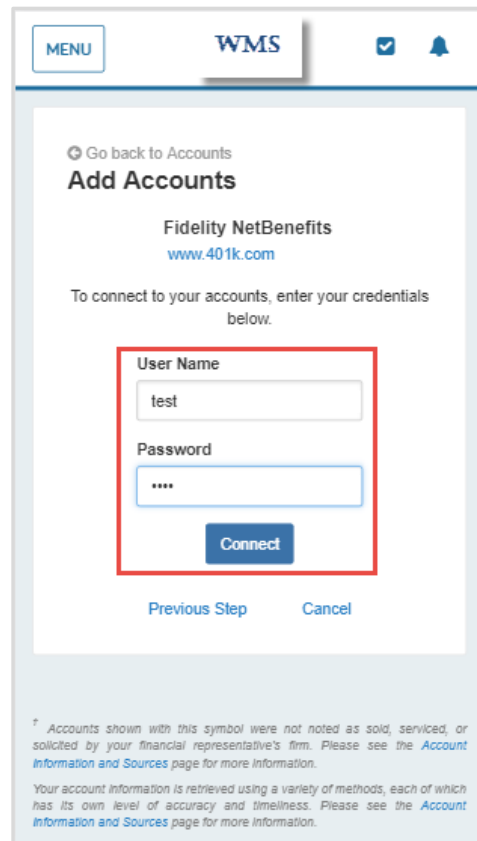 MENU WMS
Go back to Accounts
Add Accounts
Fidelity NetBenefits
www.401k.com
To connect to your accounts, enter your credentials
below.
User Name
test
Password
••••
Connect
Previous Step Cancel
† Accounts shown with this symbol were not noted as sold, serviced, or
solicited by your financial representative's firm. Please see the Account
Information and Sources page for more information.
Your account information is retrieved using a variety of methods, each of which
has its own level of accuracy and timeliness. Please see the Account
Information and Sources page for more information.